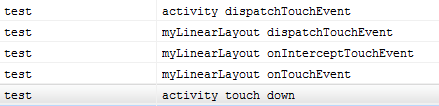 test activity dispatchTouchEvent
test myLinearLayout dispatchTouchEvent
test myLinearLayout onInterceptTouchEvent
test myLinearLayout onTouchEvent
test activity touch down